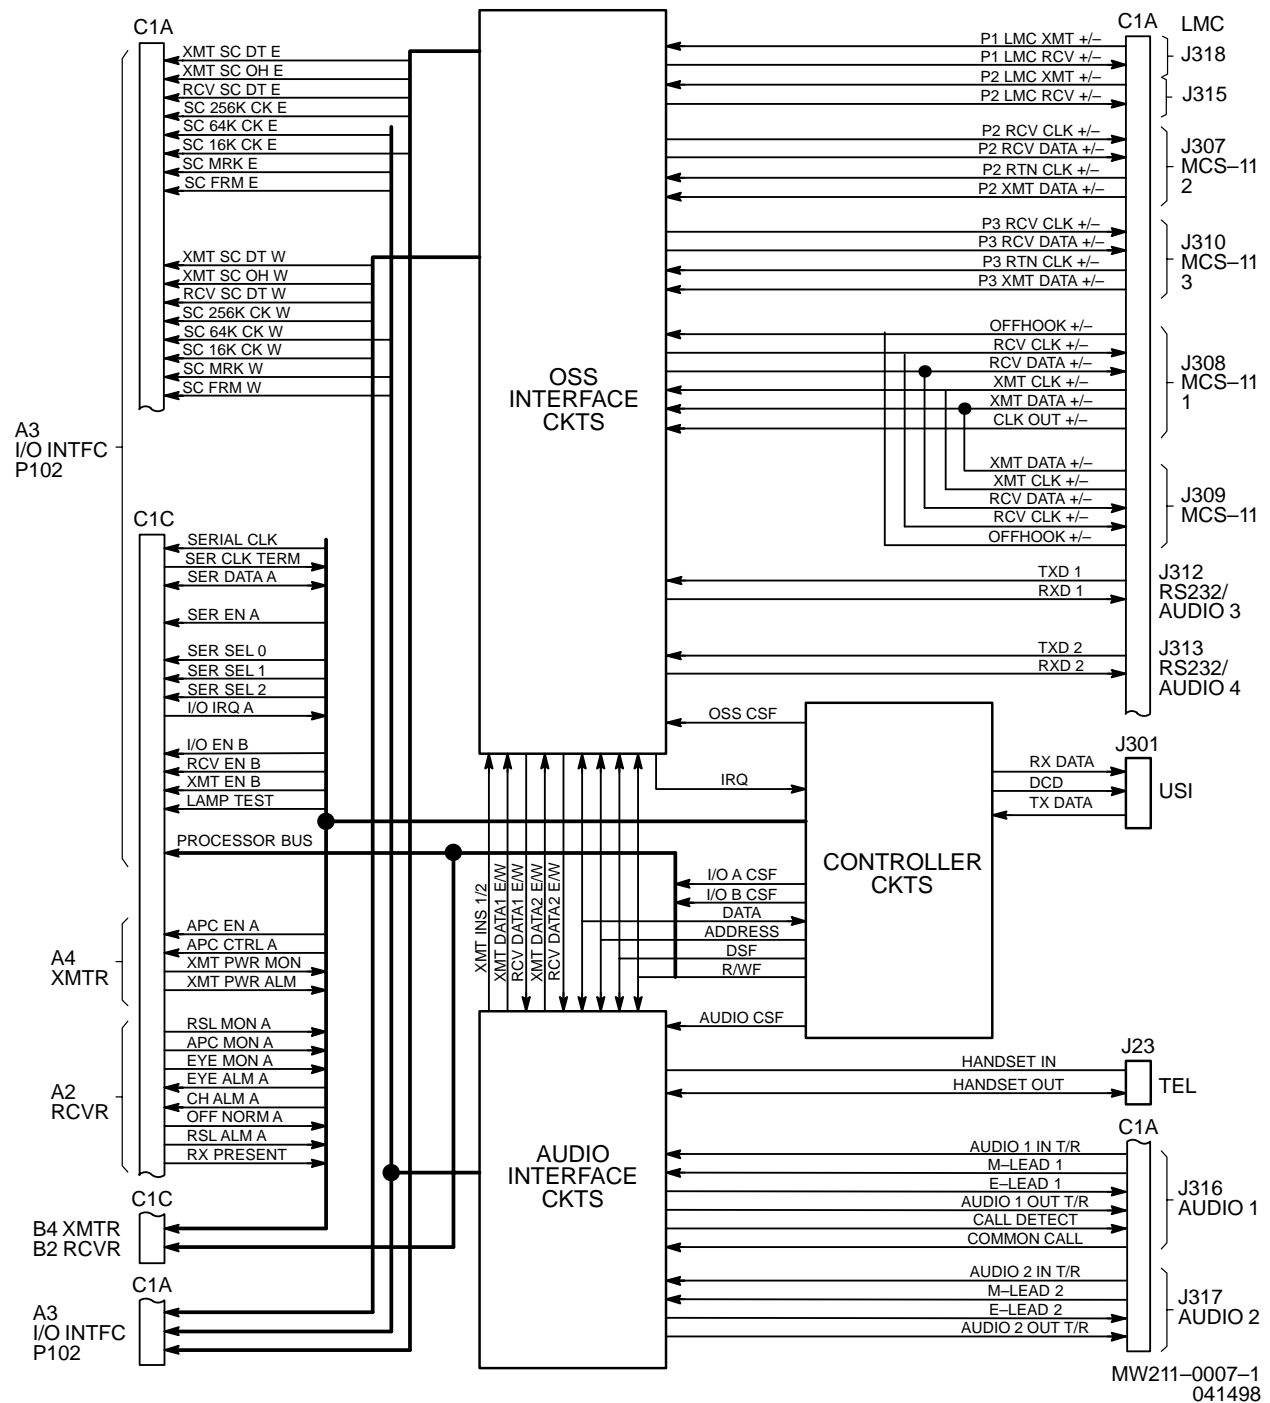 C1A
XMT SC DT E
XMT SC OH E
RCV SC DT E
SC 256K CK E
SC 64K CK E
SC 16K CK E
SC MRK E
SC FRM E
XMT SC DT W
XMT SC OH W
RCV SC DT W
SC 256K CK W
SC 64K CK W
SC 16K CK W
SC MRK W
SC FRM W
A3
I/O INTFC
P102
C1C
SERIAL CLK
SER CLK TERM
SER DATA A
SER EN A
SER SEL 0
SER SEL 1
SER SEL 2
I/O IRQ A
I/O EN B
RCV EN B
XMT EN B
LAMP TEST
PROCESSOR BUS
A4
XMTR
APC EN A
APC CTRL A
XMT PWR MON
XMT PWR ALM
A2
RCVR
RSL MON A
APC MON A
EYE MON A
EYE ALM A
CH ALM A
OFF NORM A
RSL ALM A
RX PRESENT
C1C
B4 XMTR
B2 RCVR
C1A
A3
I/O INTFC
P102
OSS
INTERFACE
CKTS
XMT INS 1/2
XMT DATA1 E/W
RCV DATA1 E/W
XMT DATA2 E/W
RCV DATA2 E/W
AUDIO
INTERFACE
CKTS
OSS CSF
IRQ
I/O A CSF
I/O B CSF
DATA
ADDRESS
DSF
R/WF
AUDIO CSF
CONTROLLER
CKTS
C1A
LMC
P1 LMC XMT +/–
P1 LMC RCV +/–
J318
P2 LMC XMT +/–
P2 LMC RCV +/–
J315
P2 RCV CLK +/–
P2 RCV DATA +/–
P2 RTN CLK +/–
P2 XMT DATA +/–
J307
MCS–11
2
P3 RCV CLK +/–
P3 RCV DATA +/–
P3 RTN CLK +/–
P3 XMT DATA +/–
J310
MCS–11
3
OFFHOOK +/–
RCV CLK +/–
RCV DATA +/–
XMT CLK +/–
XMT DATA +/–
CLK OUT +/–
J308
MCS–11
1
XMT DATA +/–
XMT CLK +/–
RCV DATA +/–
RCV CLK +/–
OFFHOOK +/–
J309
MCS–11
TXD 1
RXD 1
J312
RS232/
AUDIO 3
TXD 2
RXD 2
J313
RS232/
AUDIO 4
J301
RX DATA
DCD
TX DATA
USI
J23
HANDSET IN
HANDSET OUT
TEL
C1A
AUDIO 1 IN T/R
M–LEAD 1
E–LEAD 1
AUDIO 1 OUT T/R
CALL DETECT
COMMON CALL
J316
AUDIO 1
AUDIO 2 IN T/R
M–LEAD 2
E–LEAD 2
AUDIO 2 OUT T/R
J317
AUDIO 2
MW211–0007–1
041498